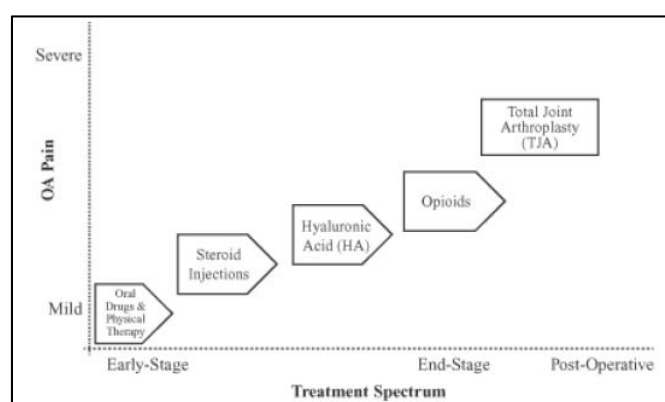 Severe
Total Joint
Arthroplasty
(TJA)
OA Pain
Opioids
Hyaluronic
Acid (HA)
Steroid
Injections
Mild
Oral
Drugs &
Physical
Therapy
Early-Stage
End-Stage
Post-Operative
Treatment Spectrum